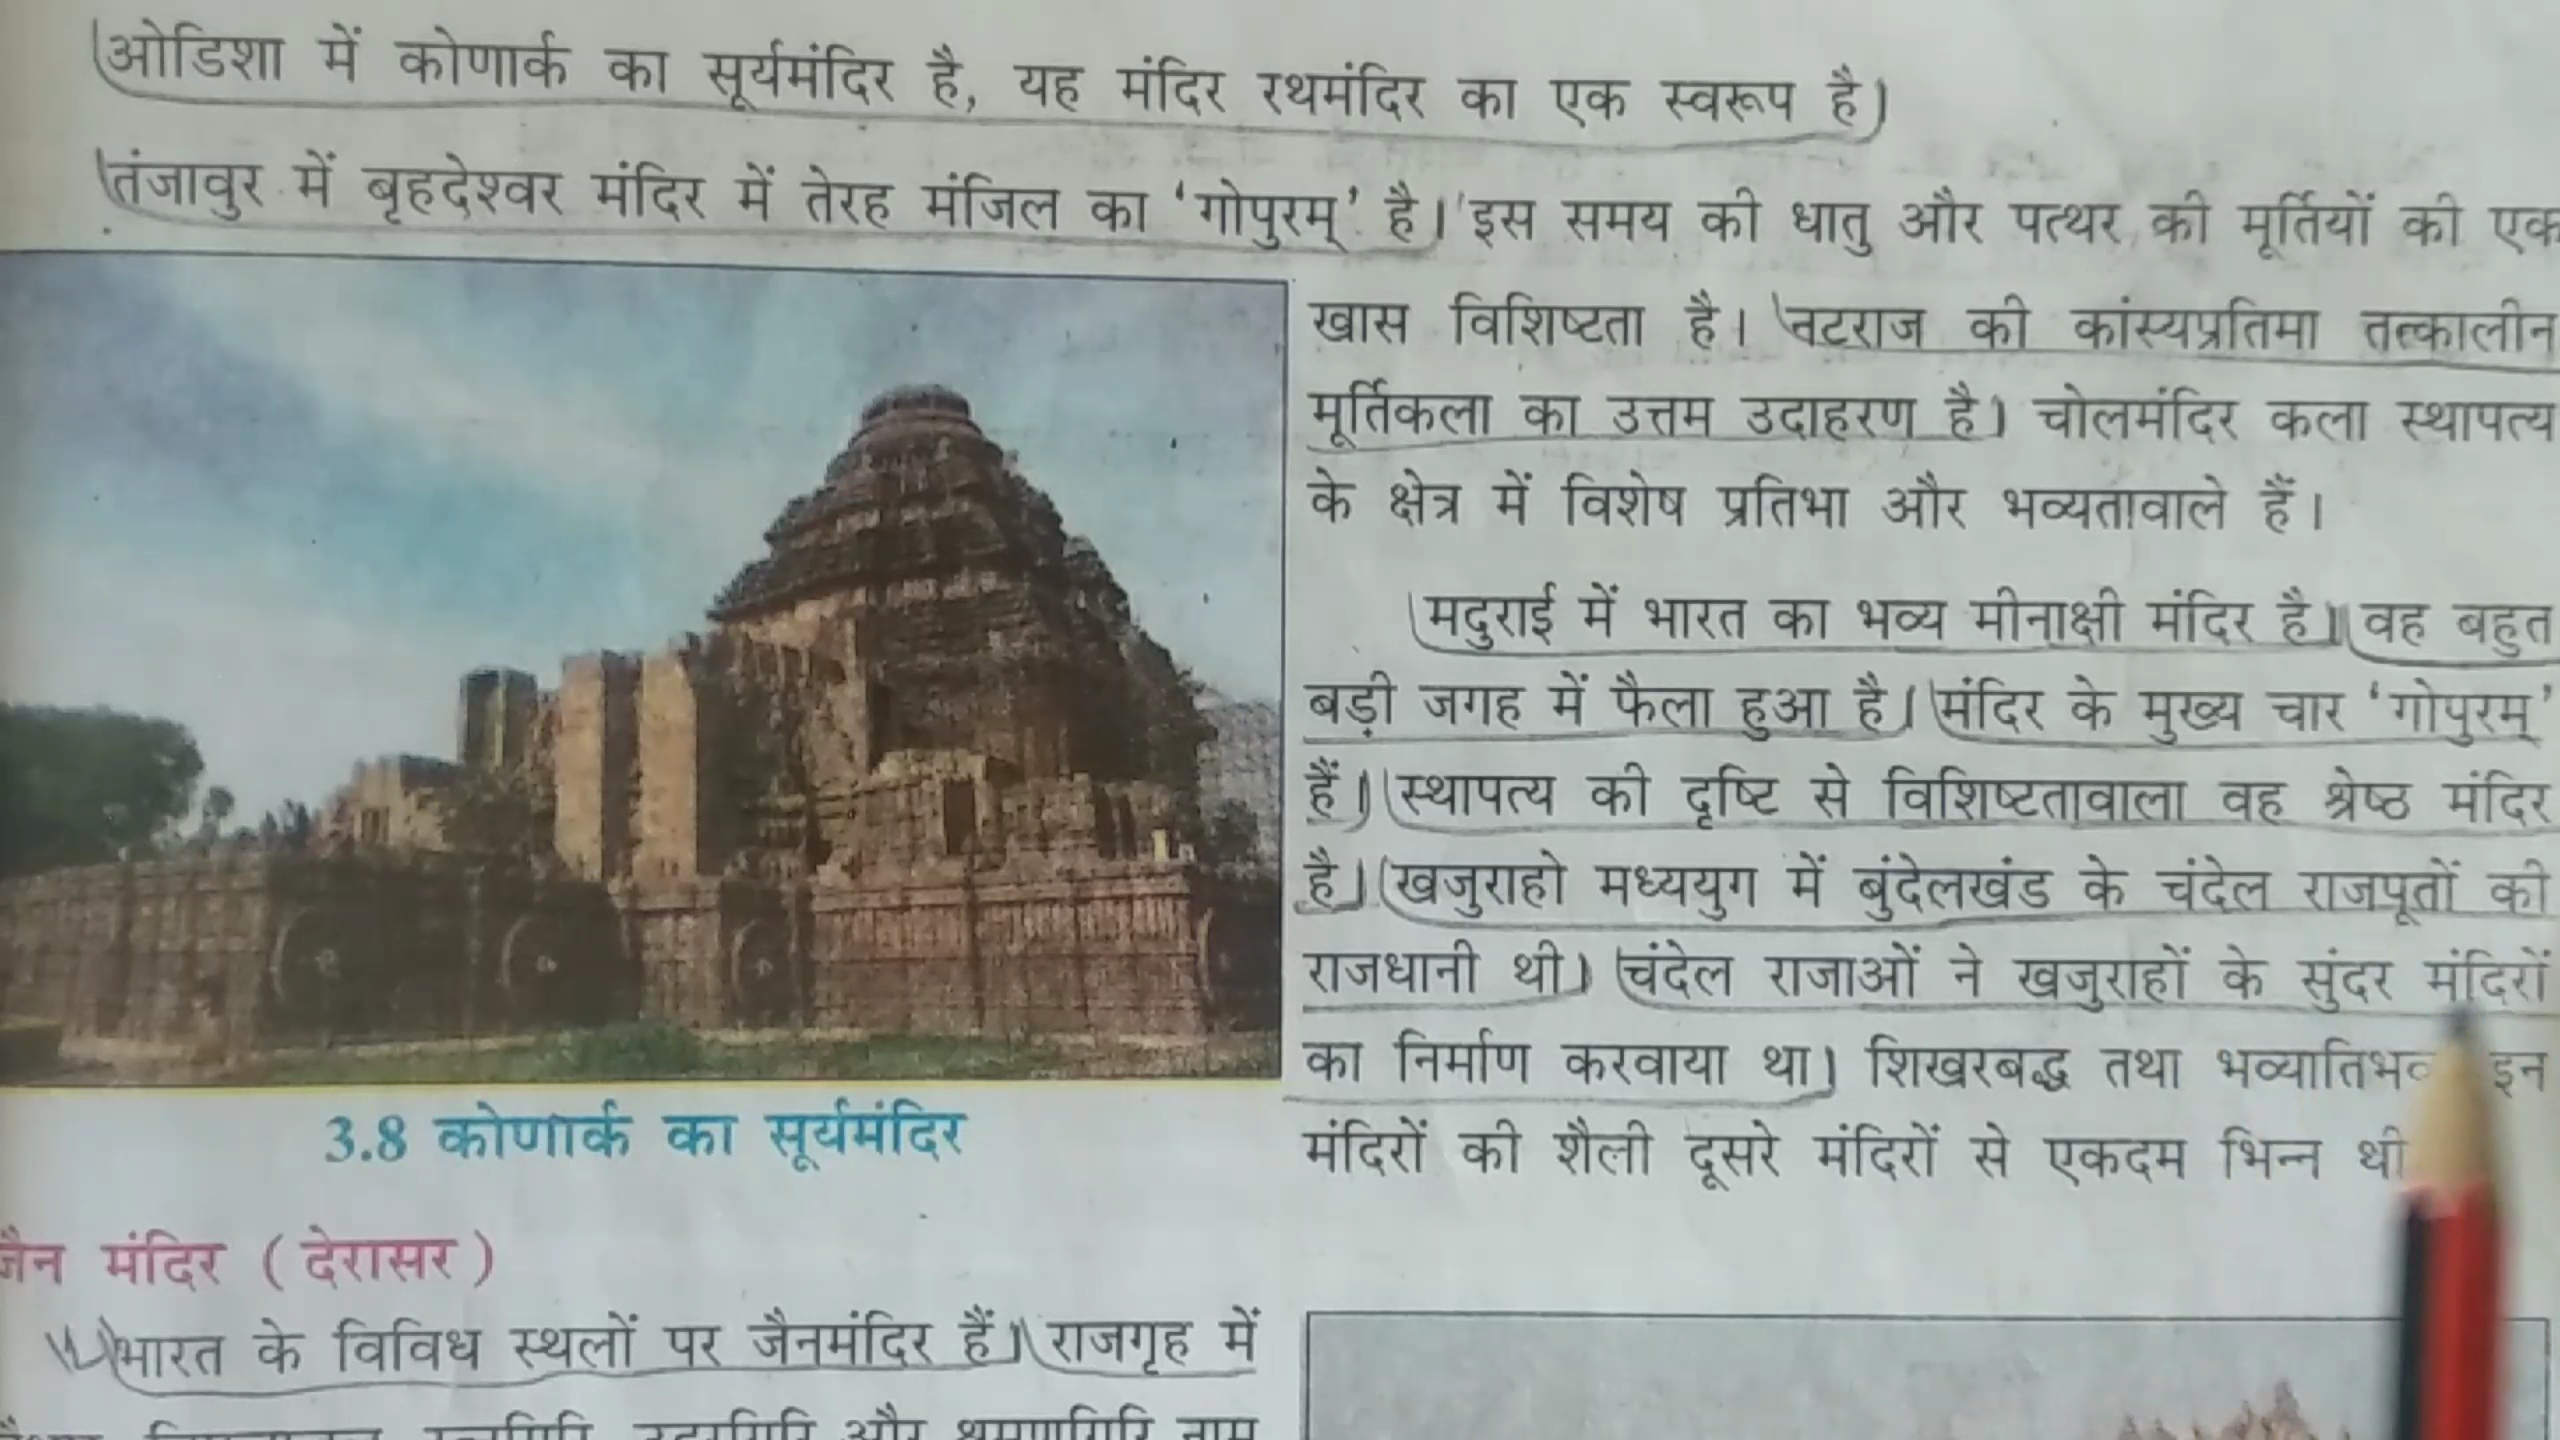 ओडिशा में कोणार्क का सूर्यमंदिर है, यह मंदिर रथमंदिर का एक स्वरूप है।
तंजावुर में बृहदेश्वर मंदिर में तेरह मंजिल का ‘गोपुरम्’ है। इस समय की धातु और पत्थर की मूर्तियों की एक
खास विशिष्टता है। नटराज की कांस्यप्रतिमा तत्कालीन
मूर्तिकला का उत्तम उदाहरण है। चोलमंदिर कला स्थापत्य
के क्षेत्र में विशेष प्रतिभा और भव्यतावाले हैं।
मदुराई में भारत का भव्य मीनाक्षी मंदिर है। वह बहुत
बड़ी जगह में फैला हुआ है। मंदिर के मुख्य चार ‘गोपुरम्’
हैं। स्थापत्य की दृष्टि से विशिष्टतावाला वह श्रेष्ठ मंदिर
है। खजुराहो मध्ययुग में बुंदेलखंड के चंदेल राजपूतों की
राजधानी थी। चंदेल राजाओं ने खजुराहों के सुंदर मंदिरों
का निर्माण करवाया था। शिखरबद्ध तथा इन
मंदिरों की शैली दूसरे मंदिरों से एकदम भिन्न थी
3.8 कोणार्क का सूर्यमंदिर
जैन मंदिर (देरासर)
भारत के विविध स्थलों पर जैनमंदिर हैं। राजगृह में
और नाम